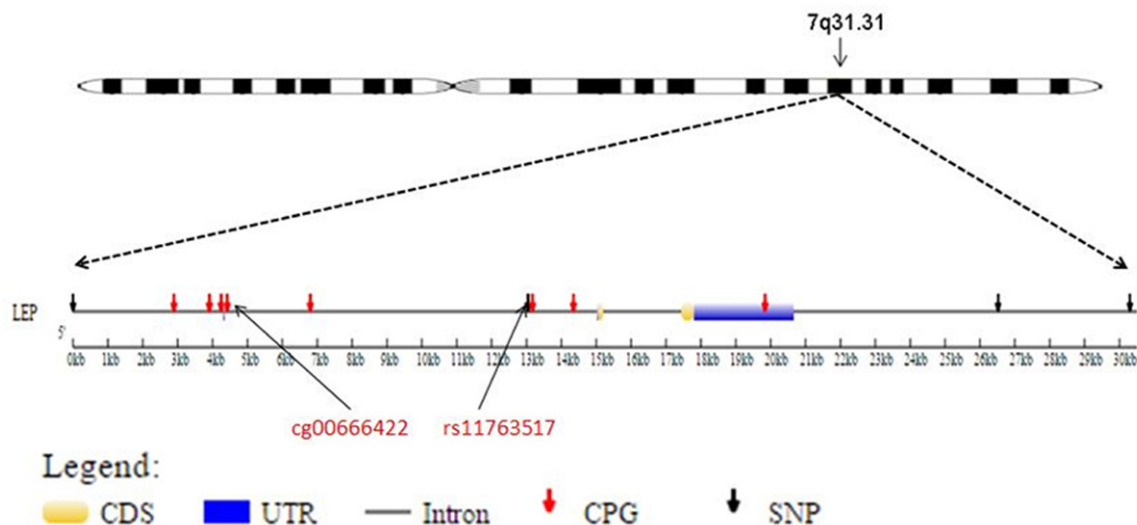 7q31.31
LEP
5'
0kb 1kb 2kb 3kb 4kb 5kb 6kb 7kb 8kb 9kb 10kb 11kb 12kb 13kb 14kb 15kb 16kb 17kb 18kb 19kb 20kb 21kb 22kb 23kb 24kb 25kb 26kb 27kb 28kb 29kb 30kb
cg00666422 rs11763517
Legend:
CDS UTR Intron CPG SNP